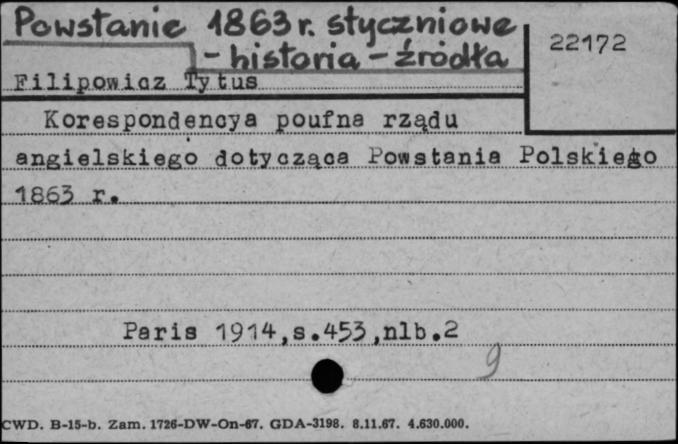 Powstanie 1863 r. styczniowe
- historia - źródła
22172
Filipowicz Tytus
Korespondencya poufna rządu
angielskiego dotycząca Powstania Polskiego
1863 r.
Paris 1914,s.453,nlb.2
9
CWD. B-15-b. Zam. 1726-DW-On-67. GDA-3198. 8.11.67. 4.630.000.